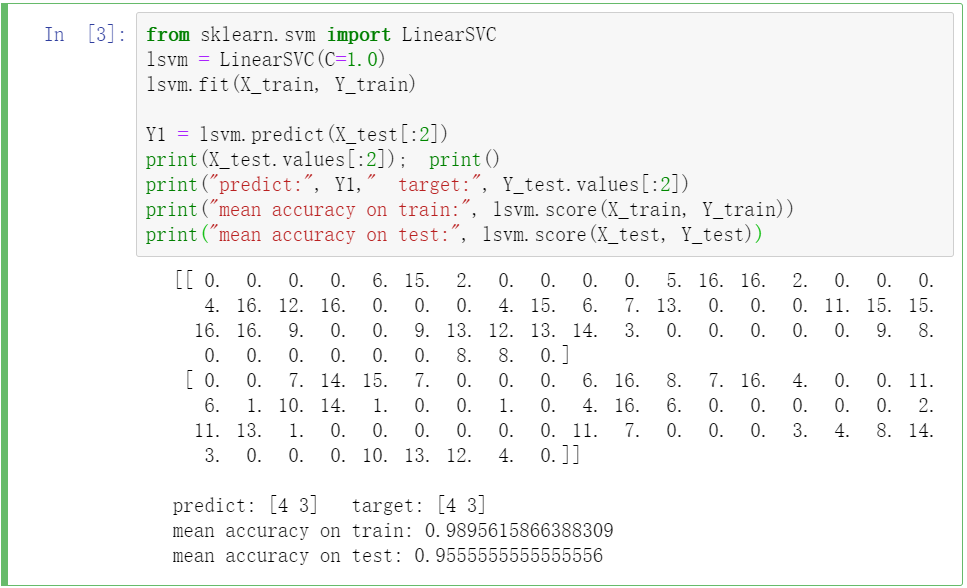 In [3]:
from sklearn.svm import LinearSVC
lsvm = LinearSVC(C=1.0)
lsvm.fit(X_train, Y_train)
Y1 = lsvm.predict(X_test[:2])
print(X_test.values[:2]);  print()
print("predict:", Y1,"  target:", Y_test.values[:2])
print("mean accuracy on train:", lsvm.score(X_train, Y_train))
print("mean accuracy on test:", lsvm.score(X_test, Y_test))
[[ 0.  0.  0.  0.  6. 15.  2.  0.  0.  0.  0.  5. 16. 16.  2.  0.  0.  0.
   4. 16. 12. 16.  0.  0.  0.  4. 15.  6.  7. 13.  0.  0.  0. 11. 15. 15.
  16. 16.  9.  0.  0.  9. 13. 12. 13. 14.  3.  0.  0.  0.  0.  0.  9.  8.
   0.  0.  0.  0.  0.  0.  8.  8.  0.]
 [ 0.  0.  7. 14. 15.  7.  0.  0.  0.  6. 16.  8.  7. 16.  4.  0.  0. 11.
   6.  1. 10. 14.  1.  0.  0.  1.  0.  4. 16.  6.  0.  0.  0.  0.  0.  2.
  11. 13.  1.  0.  0.  0.  0.  0.  0. 11.  7.  0.  0.  0.  3.  4.  8. 14.
   3.  0.  0.  0. 10. 13. 12.  4.  0.]]
predict: [4 3]   target: [4 3]
mean accuracy on train: 0.9895615866388309
mean accuracy on test: 0.9555555555555556